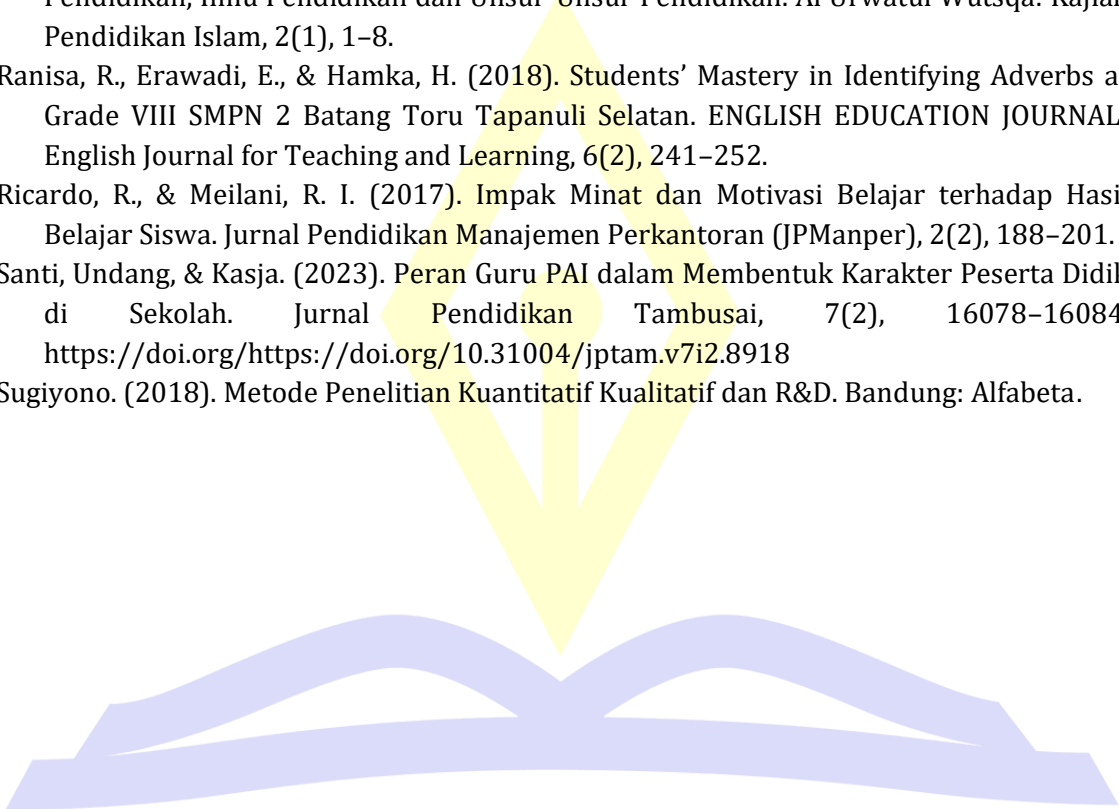 Pendidikan, Ilmu Pendidikan dan Unsur-Unsur Pendidikan. Al Urwatul Wutsqa: Kajian
Pendidikan Islam, 2(1), 1–8.
Ranisa, R., Erawadi, E., & Hamka, H. (2018). Students’ Mastery in Identifying Adverbs a
Grade VIII SMPN 2 Batang Toru Tapanuli Selatan. ENGLISH EDUCATION JOURNAL
English Journal for Teaching and Learning, 6(2), 241–252.
Ricardo, R., & Meilani, R. I. (2017). Impak Minat dan Motivasi Belajar terhadap Hasi
Belajar Siswa. Jurnal Pendidikan Manajemen Perkantoran (JPManper), 2(2), 188–201.
Santi, Undang, & Kasja. (2023). Peran Guru PAI dalam Membentuk Karakter Peserta Didi
di Sekolah. Jurnal Pendidikan Tambusai, 7(2), 16078–16084
https://doi.org/https://doi.org/10.31004/jptam.v7i2.8918
Sugiyono. (2018). Metode Penelitian Kuantitatif Kualitatif dan R&D. Bandung: Alfabeta.